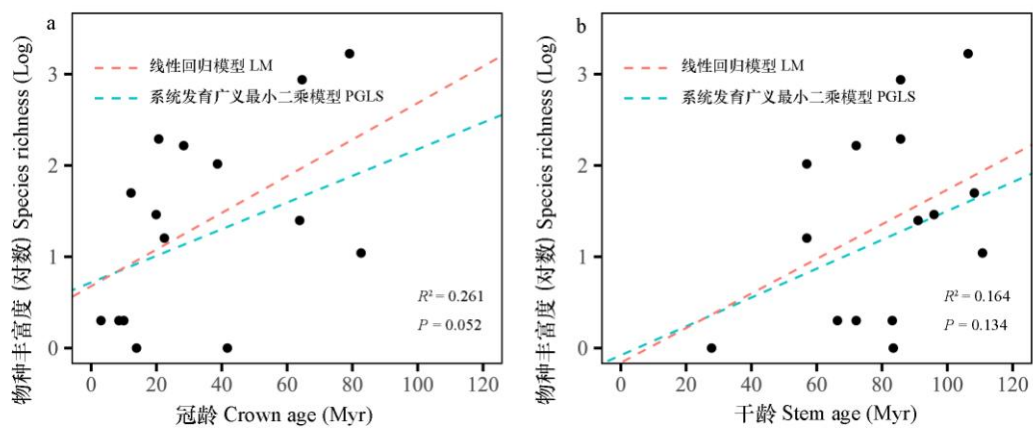 a
物种丰富度 (对数) Species richness (Log)
3
2
1
0
线性回归模型 LM
系统发育广义最小二乘模型 PGLS
R² = 0.261
P = 0.052
0 20 40 60 80 100 120
冠龄 Crown age (Myr)
b
物种丰富度 (对数) Species richness (Log)
3
2
1
0
线性回归模型 LM
系统发育广义最小二乘模型 PGLS
R² = 0.164
P = 0.134
0 20 40 60 80 100 120
干龄 Stem age (Myr)